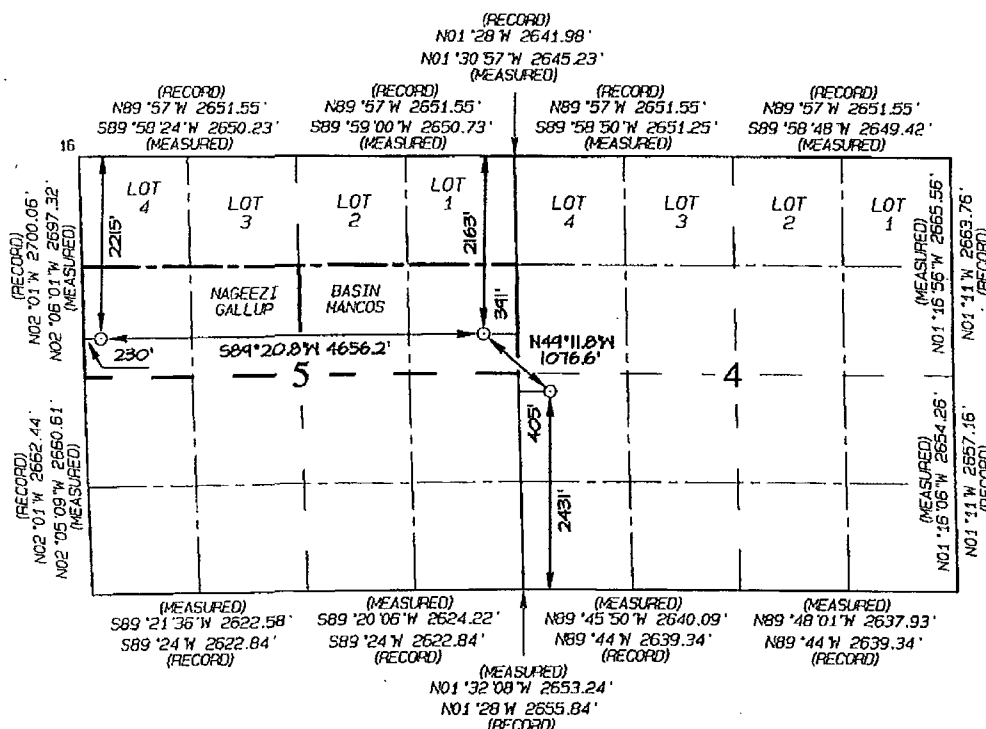 (RECORD)
N01 °28 'W 2641.98'
N01 °30 '57 "W 2645.23'
(MEASURED)
(RECORD)
N89 °57 'W 2651.55'
S89 °58 '24 "W 2650.23'
(MEASURED)
(RECORD)
N89 °57 'W 2651.55'
S89 °59 '00 "W 2650.73'
(MEASURED)
(RECORD)
N89 °57 'W 2651.55'
S89 °58 '50 "W 2651.25'
(MEASURED)
(RECORD)
N89 °57 'W 2651.55'
S89 °58 '48 "W 2649.42'
(MEASURED)
16
LOT
4
LOT
3
LOT
2
LOT
1
LOT
4
LOT
3
LOT
2
LOT
1
(RECORD)
N02 °01 'W 2700.06'
N02 °06 '01 "W 2697.32'
(MEASURED)
2215'
2163'
N01 °16 '56 "W 2665.56'
(MEASURED)
N01 °11 'W 2663.76'
(RECORD)
NAGEEZI
GALLUP
BASIN
MANCOS
341'
230'
S84°20.8'W 4656.2'
N44°11.8'W
1076.6'
5
4
405'
2431'
(RECORD)
N02 °01 'W 2662.44'
N02 °05 '09 "W 2660.61'
(MEASURED)
N01 °16 '06 "W 2654.26'
(MEASURED)
N01 °11 'W 2657.16'
(RECORD)
(MEASURED)
S89 °21 '36 "W 2622.58'
S89 °24 'W 2622.84'
(RECORD)
(MEASURED)
S89 °20 '06 "W 2624.22'
S89 °24 'W 2622.84'
(RECORD)
(MEASURED)
N89 °45 '50 "W 2640.09'
N89 °44 'W 2639.34'
(RECORD)
(MEASURED)
N89 °48 '01 "W 2637.93'
N89 °44 'W 2639.34'
(RECORD)
(MEASURED)
N01 °32 '08 "W 2653.24'
N01 °28 'W 2655.84'
(RECORD)